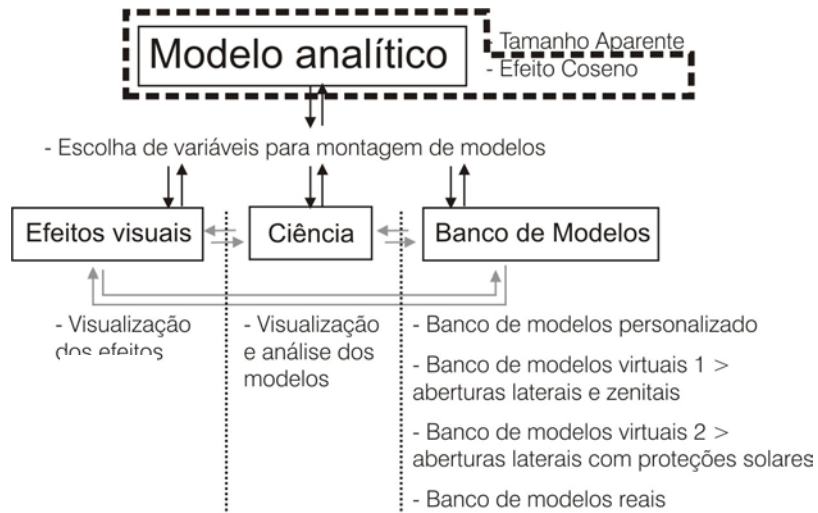 Modelo analítico
- Tamanho Aparente
- Efeito Coseno
- Escolha de variáveis para montagem de modelos
Efeitos visuais
Ciência
Banco de Modelos
- Visualização
dos efeitos
- Visualização
e análise dos
modelos
- Banco de modelos personalizado
- Banco de modelos virtuais 1 >
aberturas laterais e zenitais
- Banco de modelos virtuais 2 >
aberturas laterais com proteções solares
- Banco de modelos reais